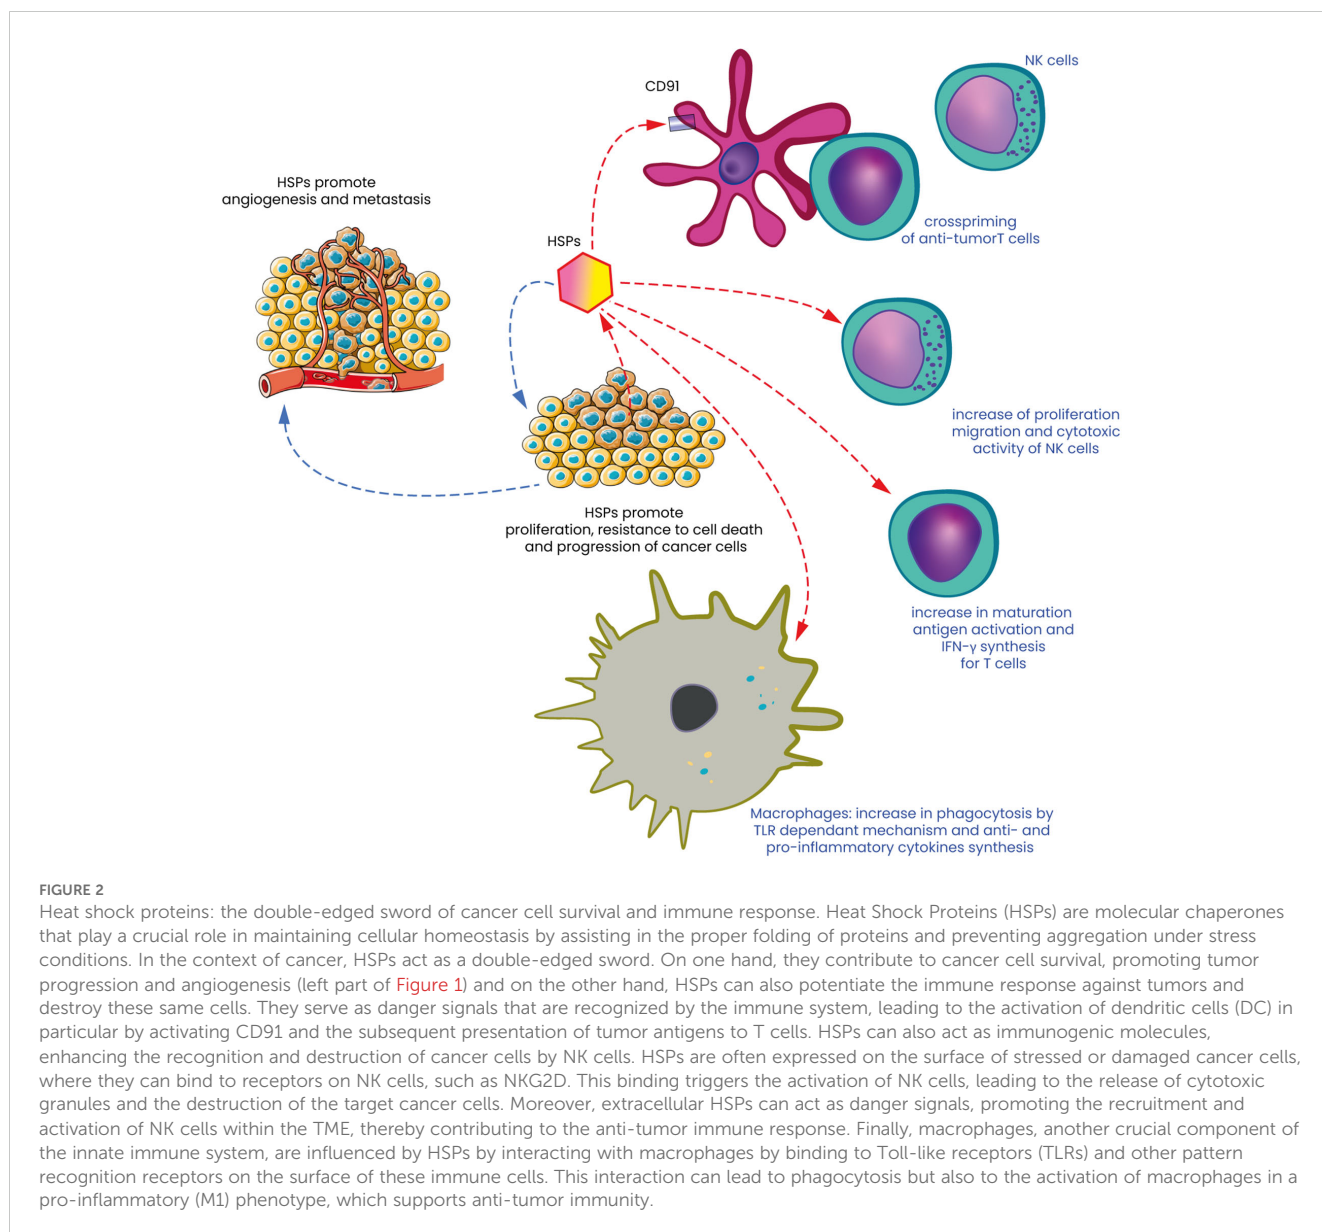 NK cells
CD91
HSPs promote
angiogenesis and metastasis
crosspriming
of anti-tumorT cells
HSPs
increase of proliferation
migration and cytotoxic
activity of NK cells
HSPs promote
proliferation, resistance to cell death
and progression of cancer cells
increase in maturation
antigen activation and
IFN-γ synthesis
for T cells
Macrophages: increase in phagocytosis by
TLR dependant mechanism and anti- and
pro-inflammatory cytokines synthesis
FIGURE 2
Heat shock proteins: the double-edged sword of cancer cell survival and immune response. Heat Shock Proteins (HSPs) are molecular chaperones
that play a crucial role in maintaining cellular homeostasis by assisting in the proper folding of proteins and preventing aggregation under stress
conditions. In the context of cancer, HSPs act as a double-edged sword. On one hand, they contribute to cancer cell survival, promoting tumor
progression and angiogenesis (left part of Figure 1) and on the other hand, HSPs can also potentiate the immune response against tumors and
destroy these same cells. They serve as danger signals that are recognized by the immune system, leading to the activation of dendritic cells (DC) in
particular by activating CD91 and the subsequent presentation of tumor antigens to T cells. HSPs can also act as immunogenic molecules,
enhancing the recognition and destruction of cancer cells by NK cells. HSPs are often expressed on the surface of stressed or damaged cancer cells,
where they can bind to receptors on NK cells, such as NKG2D. This binding triggers the activation of NK cells, leading to the release of cytotoxic
granules and the destruction of the target cancer cells. Moreover, extracellular HSPs can act as danger signals, promoting the recruitment and
activation of NK cells within the TME, thereby contributing to the anti-tumor immune response. Finally, macrophages, another crucial component of
the innate immune system, are influenced by HSPs by interacting with macrophages by binding to Toll-like receptors (TLRs) and other pattern
recognition receptors on the surface of these immune cells. This interaction can lead to phagocytosis but also to the activation of macrophages in a
pro-inflammatory (M1) phenotype, which supports anti-tumor immunity.